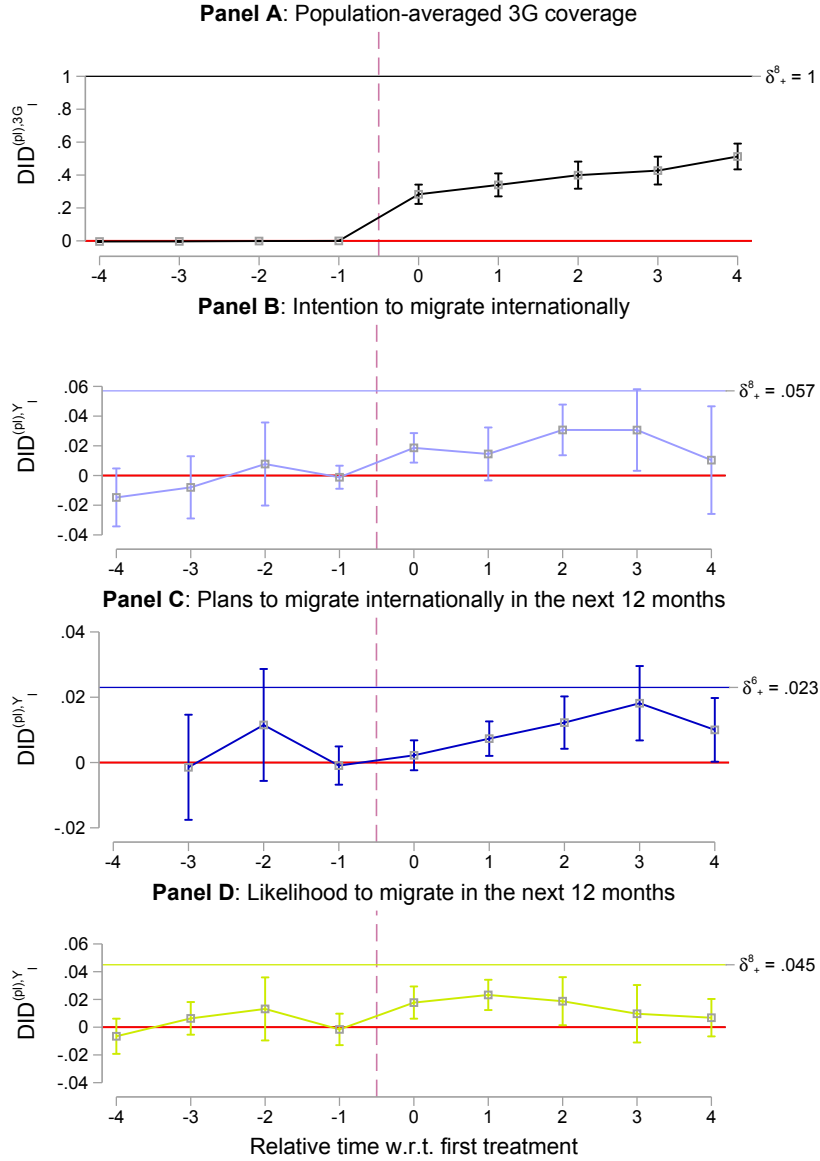 Panel A: Population-averaged 3G coverage
1
.8
.6
.4
.2
0
DID^(pl),3G_l
δ^8_+ = 1
-4 -3 -2 -1 0 1 2 3 4
Panel B: Intention to migrate internationally
.06
.04
.02
0
-.02
-.04
DID^(pl),Y_l
δ^8_+ = .057
-4 -3 -2 -1 0 1 2 3 4
Panel C: Plans to migrate internationally in the next 12 months
.04
.02
0
-.02
DID^(pl),Y_l
δ^6_+ = .023
-4 -3 -2 -1 0 1 2 3 4
Panel D: Likelihood to migrate in the next 12 months
.06
.04
.02
0
-.02
-.04
DID^(pl),Y_l
δ^8_+ = .045
-4 -3 -2 -1 0 1 2 3 4
Relative time w.r.t. first treatment